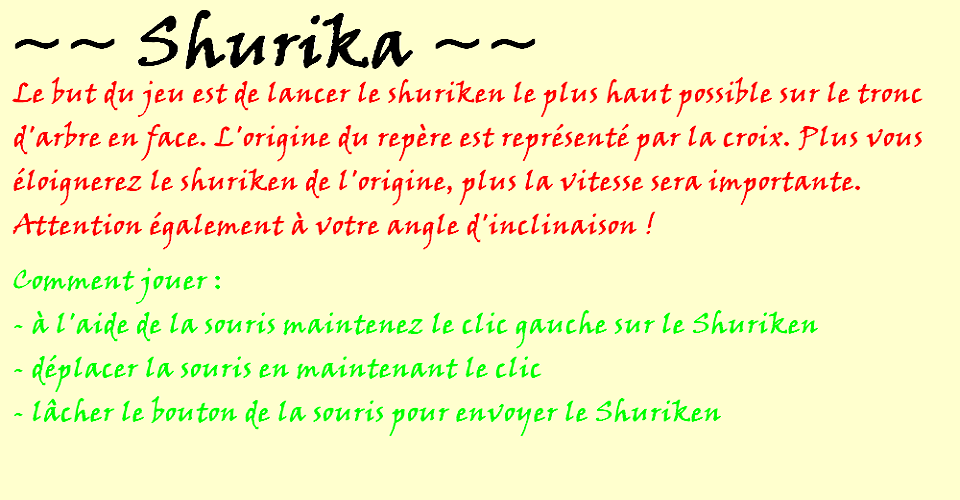 ~~ Shurika ~~
Le but du jeu est de lancer le shuriken le plus haut possible sur le tronc
d'arbre en face. L'origine du repère est représenté par la croix. Plus vous
éloignerez le shuriken de l'origine, plus la vitesse sera importante.
Attention également à votre angle d'inclinaison !
Comment jouer :
- à l'aide de la souris maintenez le clic gauche sur le Shuriken
- déplacer la souris en maintenant le clic
- lâcher le bouton de la souris pour envoyer le Shuriken